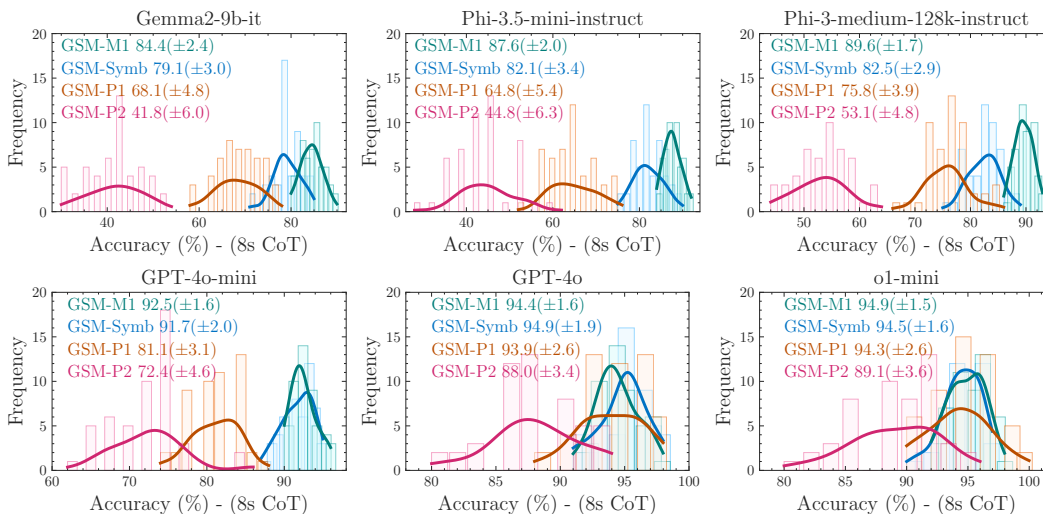 Gemma2-9b-it
GSM-M1 84.4(±2.4)
GSM-Symb 79.1(±3.0)
GSM-P1 68.1(±4.8)
GSM-P2 41.8(±6.0)
Frequency
0 5 10 15 20
40 60 80
Accuracy (%) - (8s CoT)
Phi-3.5-mini-instruct
GSM-M1 87.6(±2.0)
GSM-Symb 82.1(±3.4)
GSM-P1 64.8(±5.4)
GSM-P2 44.8(±6.3)
Frequency
0 5 10 15 20
40 60 80
Accuracy (%) - (8s CoT)
Phi-3-medium-128k-instruct
GSM-M1 89.6(±1.7)
GSM-Symb 82.5(±2.9)
GSM-P1 75.8(±3.9)
GSM-P2 53.1(±4.8)
Frequency
0 5 10 15 20
50 60 70 80 90
Accuracy (%) - (8s CoT)
GPT-4o-mini
GSM-M1 92.5(±1.6)
GSM-Symb 91.7(±2.0)
GSM-P1 81.1(±3.1)
GSM-P2 72.4(±4.6)
Frequency
0 5 10 15 20
60 70 80 90
Accuracy (%) - (8s CoT)
GPT-4o
GSM-M1 94.4(±1.6)
GSM-Symb 94.9(±1.9)
GSM-P1 93.9(±2.6)
GSM-P2 88.0(±3.4)
Frequency
0 5 10 15 20
80 85 90 95 100
Accuracy (%) - (8s CoT)
o1-mini
GSM-M1 94.9(±1.5)
GSM-Symb 94.5(±1.6)
GSM-P1 94.3(±2.6)
GSM-P2 89.1(±3.6)
Frequency
0 5 10 15 20
80 85 90 95 100
Accuracy (%) - (8s CoT)